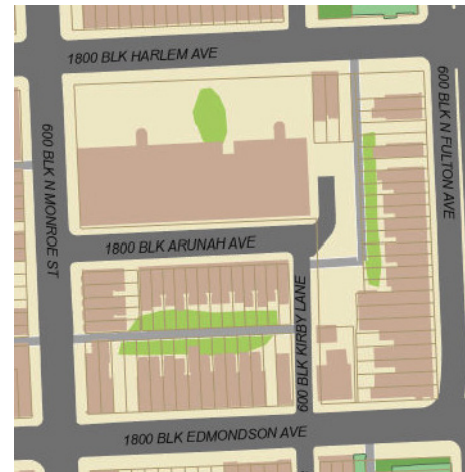 1800 BLK HARLEM AVE
600 BLK N MONROE ST
600 BLK N FULTON AVE
1800 BLK ARUNAH AVE
600 BLK KIRBY LANE
1800 BLK EDMONDSON AVE